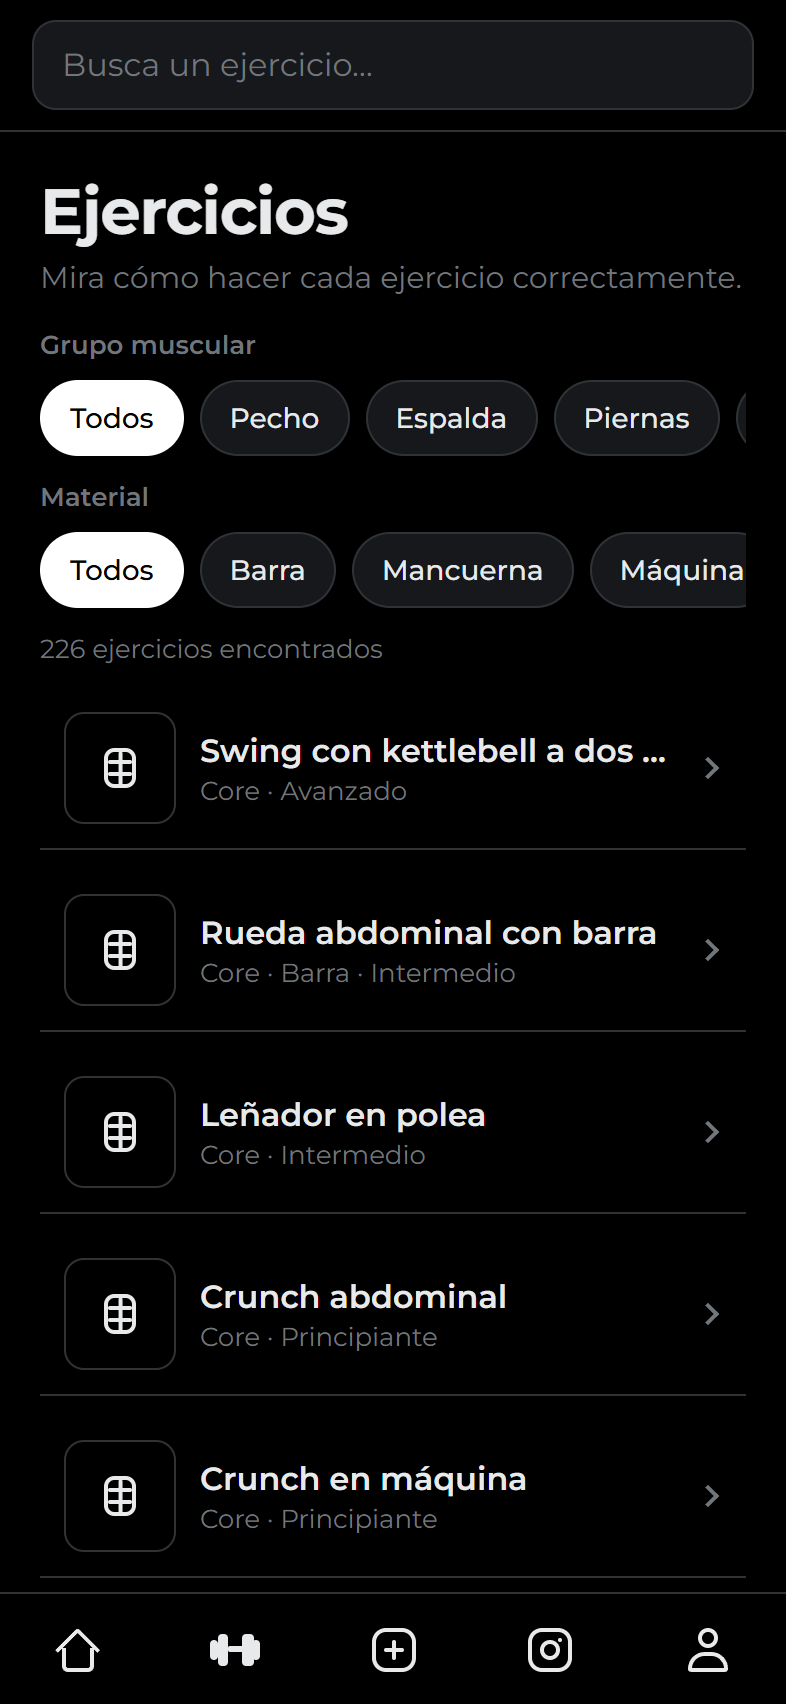 Busca un ejercicio...
Ejercicios
Mira cómo hacer cada ejercicio correctamente.
Grupo muscular
Todos Pecho Espalda Piernas
Material
Todos Barra Mancuerna Máquina
226 ejercicios encontrados
Swing con kettlebell a dos ...
Core · Avanzado
Rueda abdominal con barra
Core · Barra · Intermedio
Leñador en polea
Core · Intermedio
Crunch abdominal
Core · Principiante
Crunch en máquina
Core · Principiante